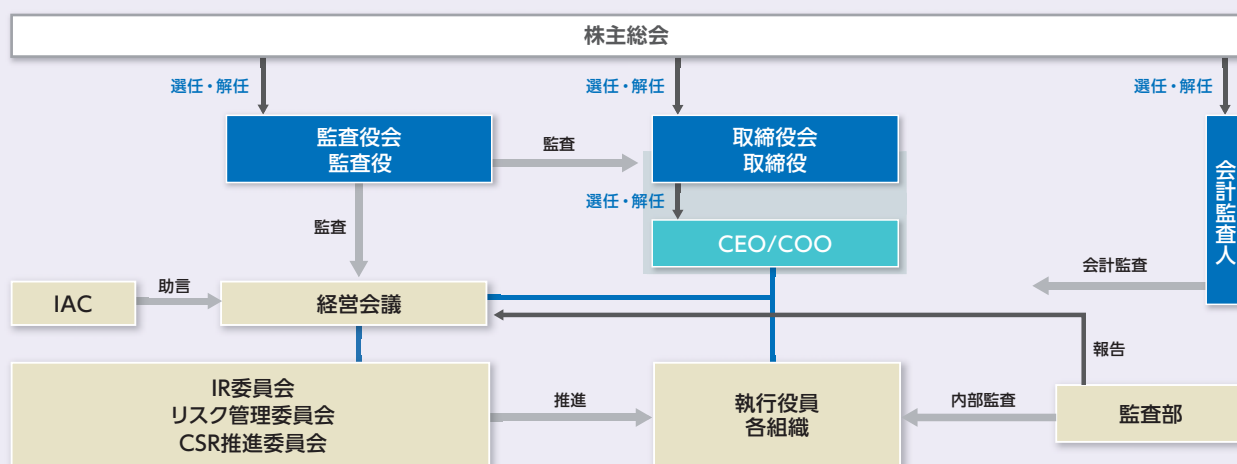 株主総会
選任・解任
選任・解任
選任・解任
監査役会
監査役
監査
取締役会
取締役
会計監査人
選任・解任
監査
CEO/COO
会計監査
IAC
助言
経営会議
報告
IR委員会
リスク管理委員会
CSR推進委員会
推進
執行役員
各組織
内部監査
監査部